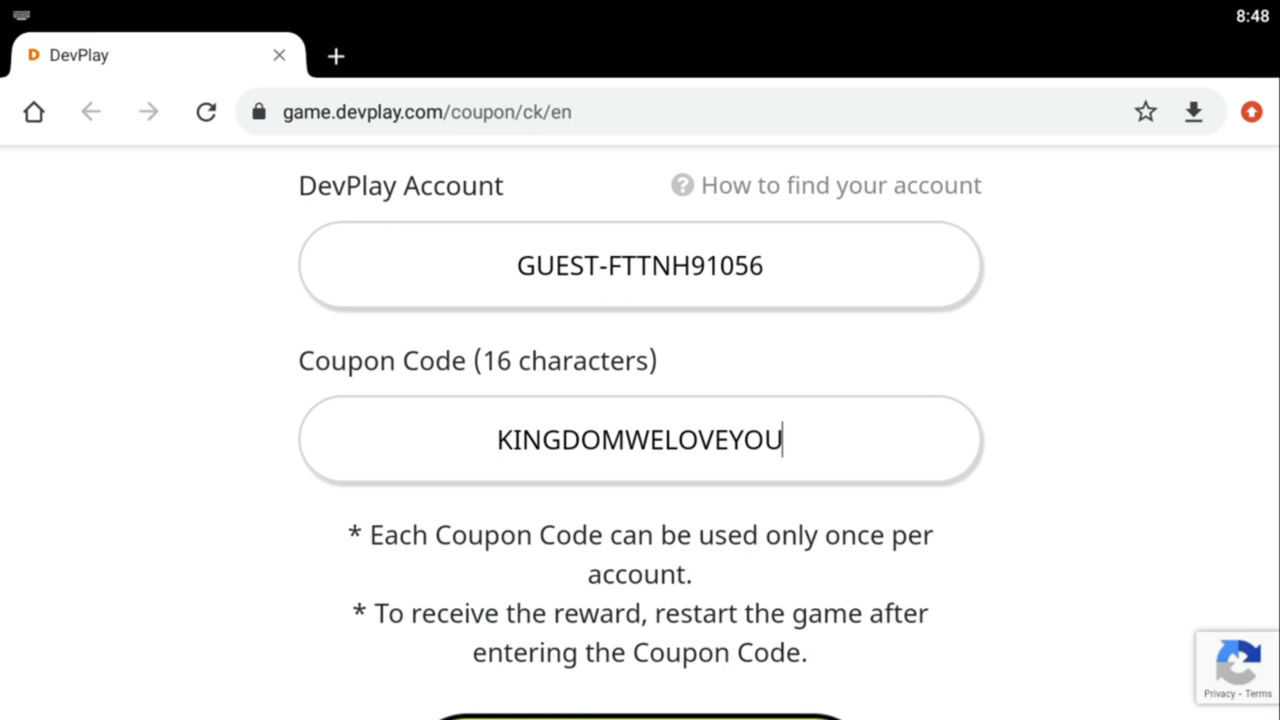 8:48
DevPlay
game.devplay.com/coupon/ck/en
DevPlay Account
? How to find your account
GUEST-FTTNH91056
Coupon Code (16 characters)
KINGDOMWELOVEYOU
* Each Coupon Code can be used only once per
account.
* To receive the reward, restart the game after
entering the Coupon Code.
Privacy - Terms